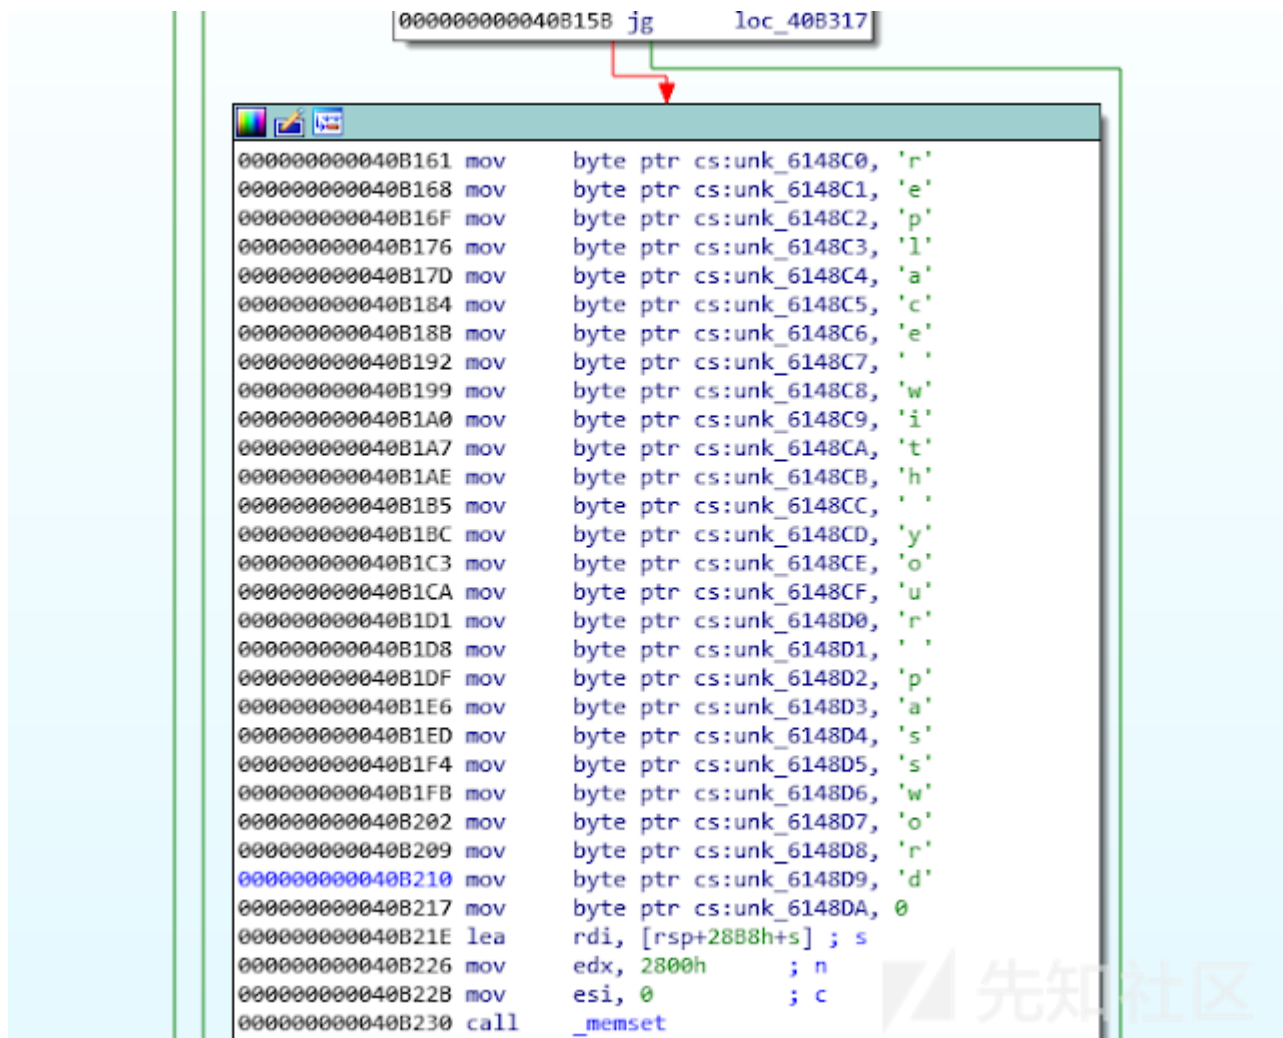 000000000040B15B jg loc_40B317
000000000040B161 mov byte ptr cs:unk_6148C0, 'r'
000000000040B168 mov byte ptr cs:unk_6148C1, 'e'
000000000040B16F mov byte ptr cs:unk_6148C2, 'p'
000000000040B176 mov byte ptr cs:unk_6148C3, 'l'
000000000040B17D mov byte ptr cs:unk_6148C4, 'a'
000000000040B184 mov byte ptr cs:unk_6148C5, 'c'
000000000040B18B mov byte ptr cs:unk_6148C6, 'e'
000000000040B192 mov byte ptr cs:unk_6148C7, ' '
000000000040B199 mov byte ptr cs:unk_6148C8, 'w'
000000000040B1A0 mov byte ptr cs:unk_6148C9, 'i'
000000000040B1A7 mov byte ptr cs:unk_6148CA, 't'
000000000040B1AE mov byte ptr cs:unk_6148CB, 'h'
000000000040B1B5 mov byte ptr cs:unk_6148CC, ' '
000000000040B1BC mov byte ptr cs:unk_6148CD, 'y'
000000000040B1C3 mov byte ptr cs:unk_6148CE, 'o'
000000000040B1CA mov byte ptr cs:unk_6148CF, 'u'
000000000040B1D1 mov byte ptr cs:unk_6148D0, 'r'
000000000040B1D8 mov byte ptr cs:unk_6148D1, ' '
000000000040B1DF mov byte ptr cs:unk_6148D2, 'p'
000000000040B1E6 mov byte ptr cs:unk_6148D3, 'a'
000000000040B1ED mov byte ptr cs:unk_6148D4, 's'
000000000040B1F4 mov byte ptr cs:unk_6148D5, 's'
000000000040B1FB mov byte ptr cs:unk_6148D6, 'w'
000000000040B202 mov byte ptr cs:unk_6148D7, 'o'
000000000040B209 mov byte ptr cs:unk_6148D8, 'r'
000000000040B210 mov byte ptr cs:unk_6148D9, 'd'
000000000040B217 mov byte ptr cs:unk_6148DA, 0
000000000040B21E lea rdi, [rsp+28B8h+s] ; s
000000000040B226 mov edx, 2800h ; n
000000000040B22B mov esi, 0 ; c
000000000040B230 call _memset
先知社区